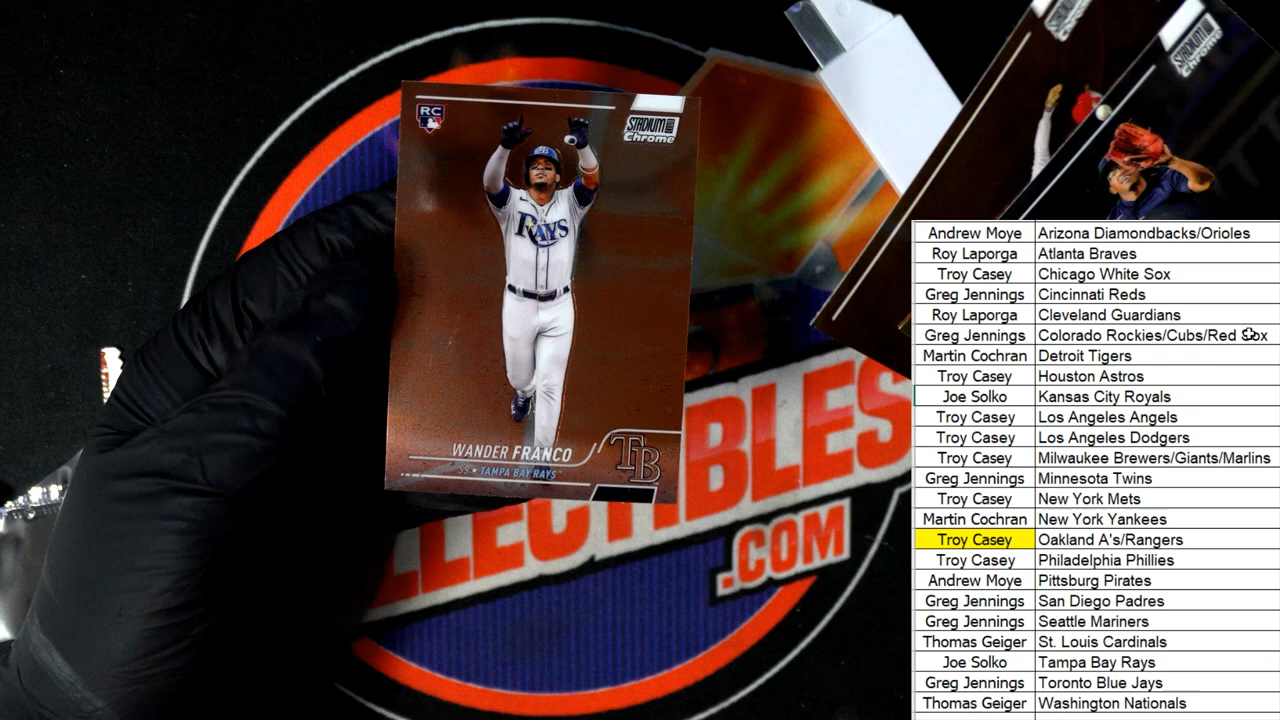 RC
STADIUM CLUB
Chrome
RAYS
WANDER FRANCO
SS • TAMPA BAY RAYS
TB
STADIUM CLUB
Chrome
LLECTIBLES
.COM
Andrew Moye Arizona Diamondbacks/Orioles
Roy Laporga Atlanta Braves
Troy Casey Chicago White Sox
Greg Jennings Cincinnati Reds
Roy Laporga Cleveland Guardians
Greg Jennings Colorado Rockies/Cubs/Red Sox
Martin Cochran Detroit Tigers
Troy Casey Houston Astros
Joe Solko Kansas City Royals
Troy Casey Los Angeles Angels
Troy Casey Los Angeles Dodgers
Troy Casey Milwaukee Brewers/Giants/Marlins
Greg Jennings Minnesota Twins
Troy Casey New York Mets
Martin Cochran New York Yankees
Troy Casey Oakland A's/Rangers
Troy Casey Philadelphia Phillies
Andrew Moye Pittsburg Pirates
Greg Jennings San Diego Padres
Greg Jennings Seattle Mariners
Thomas Geiger St. Louis Cardinals
Joe Solko Tampa Bay Rays
Greg Jennings Toronto Blue Jays
Thomas Geiger Washington Nationals